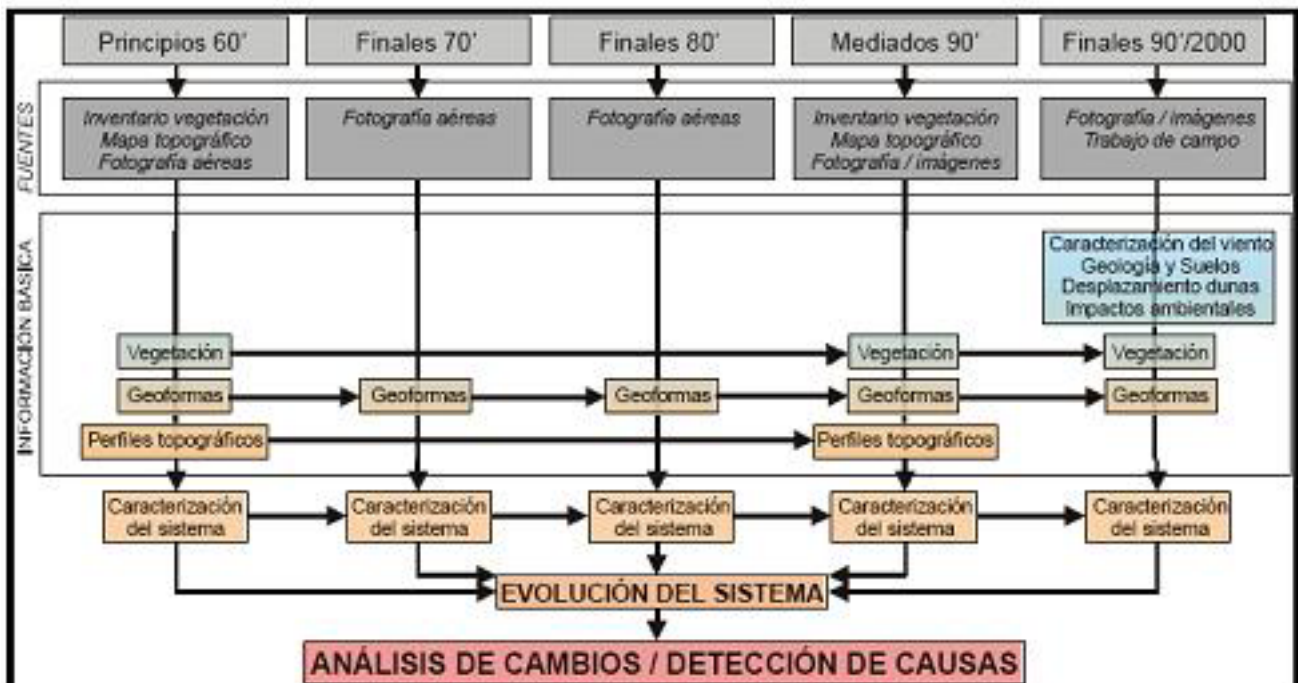 Principios 60'
Finales 70'
Finales 80'
Mediados 90'
Finales 90'/2000
FUENTES
Inventario vegetación
Mapa topográfico
Fotografía aéreas
Fotografía aéreas
Fotografía aéreas
Inventario vegetación
Mapa topográfico
Fotografía / imágenes
Fotografía / imágenes
Trabajo de campo
INFORMACIÓN BASICA
Caracterización del viento
Geología y Suelos
Desplazamiento dunas
Impactos ambientales
Vegetación
Vegetación
Vegetación
Geoformas
Geoformas
Geoformas
Geoformas
Geoformas
Perfiles topográficos
Perfiles topográficos
Caracterización
del sistema
Caracterización
del sistema
Caracterización
del sistema
Caracterización
del sistema
Caracterización
del sistema
EVOLUCIÓN DEL SISTEMA
ANÁLISIS DE CAMBIOS / DETECCIÓN DE CAUSAS